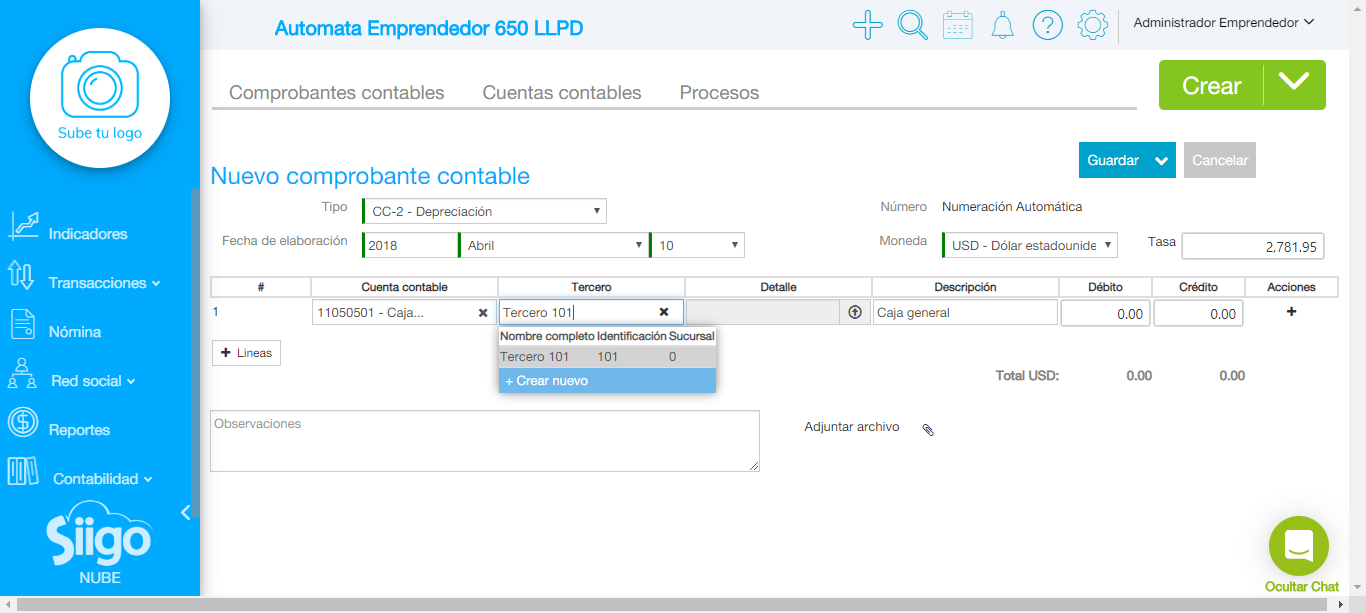 Automata Emprendedor 650 LLPD
Administrador Emprendedor
Sube tu logo
Comprobantes contables Cuentas contables Procesos
Crear
Guardar Cancelar
Nuevo comprobante contable
Tipo CC-2 - Depreciación Número Numeración Automática
Fecha de elaboración 2018 Abril 10 Moneda USD - Dólar estadounide Tasa 2,781.95
# Cuenta contable Tercero Detalle Descripción Débito Crédito Acciones
1 11050501 - Caja... Tercero 101 Caja general 0.00 0.00
Nombre completo Identificación Sucursal
Tercero 101 101 0
+ Crear nuevo
Lineas
Total USD: 0.00 0.00
Observaciones
Adjuntar archivo
Indicadores
Transacciones
Nómina
Red social
Reportes
Contabilidad
Siigo
NUBE
Ocultar Chat